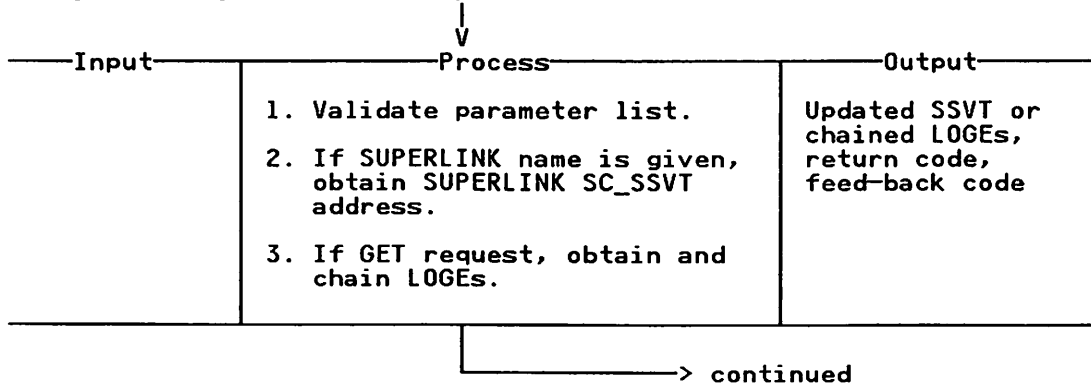 V
Input Process Output
1. Validate parameter list.
2. If SUPERLINK name is given,
obtain SUPERLINK SC_SSVT
address.
3. If GET request, obtain and
chain LOGEs.
Updated SSVT or
chained LOGEs,
return code,
feed-back code
> continued